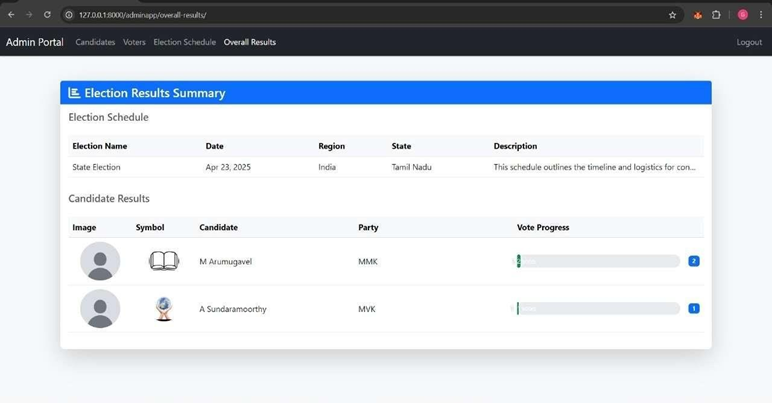 127.0.0.1:8000/adminapp/overall-results/
Admin Portal Candidates Voters Election Schedule Overall Results Logout
Election Results Summary
Election Schedule
Election Name Date Region State Description
State Election Apr 23, 2025 India Tamil Nadu This schedule outlines the timeline and logistics for con...
Candidate Results
Image Symbol Candidate Party Vote Progress
M Arumugavel MMK 2
A Sundaramoorthy MVK 1